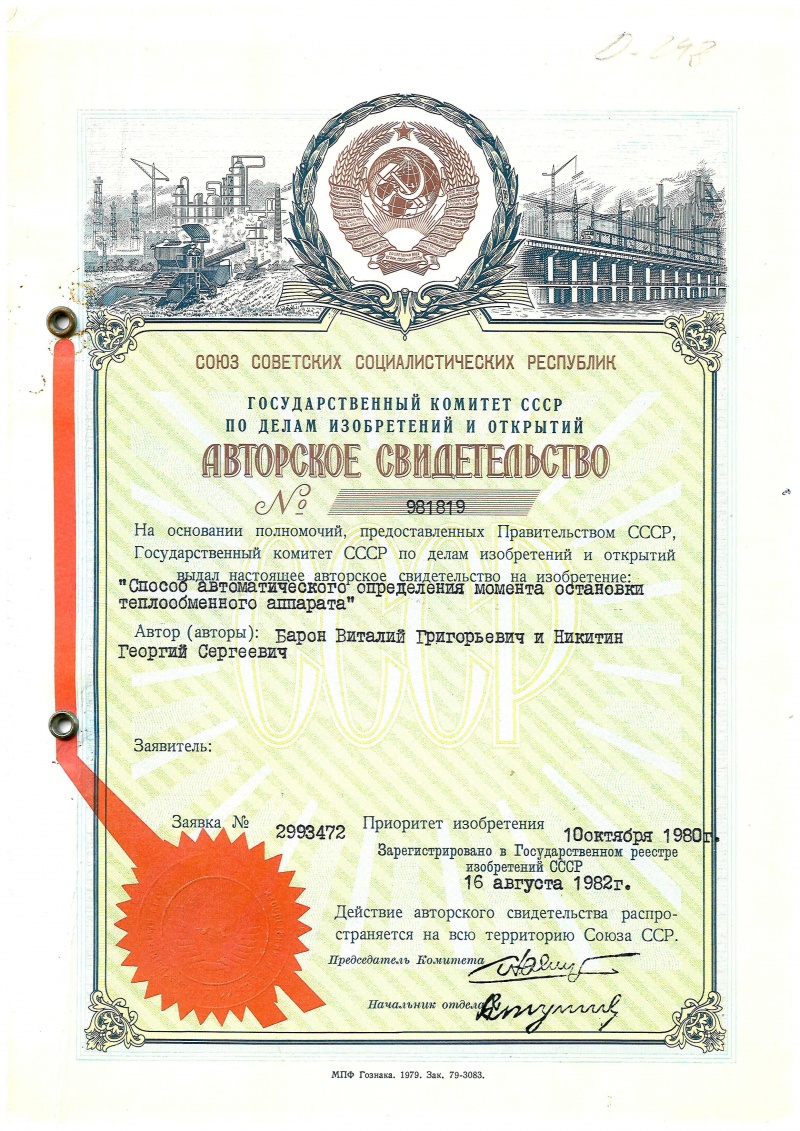 СОЮЗ СОВЕТСКИХ СОЦИАЛИСТИЧЕСКИХ РЕСПУБЛИК
ГОСУДАРСТВЕННЫЙ КОМИТЕТ СССР
ПО ДЕЛАМ ИЗОБРЕТЕНИЙ И ОТКРЫТИЙ
АВТОРСКОЕ СВИДЕТЕЛЬСТВО
№ 981819
На основании полномочий, предоставленных Правительством СССР,
Государственный комитет СССР по делам изобретений и открытий
выдал настоящее авторское свидетельство на изобретение:
"Способ автоматического определения момента остановки
теплообменного аппарата"
Автор (авторы): Барон Виталий Григорьевич и Никитин
Георгий Сергеевич
СССР
Заявитель:
Заявка № 2993472 Приоритет изобретения 10октября 1980г.
Зарегистрировано в Государственном реестре
изобретений СССР
16 августа 1982г.
Действие авторского свидетельства распро-
страняется на всю территорию Союза ССР.
Председатель Комитета
Начальник отдела
МПФ Гознака. 1979. Зак. 79-3083.